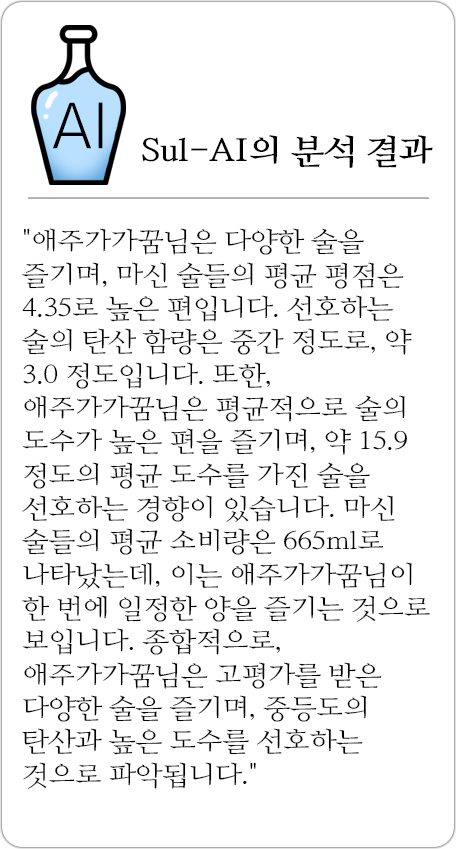 AI
Sul-AI의 분석 결과
"애주가가꿈님은 다양한 술을
즐기며, 마신 술들의 평균 평점은
4.35로 높은 편입니다. 선호하는
술의 탄산 함량은 중간 정도로, 약
3.0 정도입니다. 또한,
애주가가꿈님은 평균적으로 술의
도수가 높은 편을 즐기며, 약 15.9
정도의 평균 도수를 가진 술을
선호하는 경향이 있습니다. 마신
술들의 평균 소비량은 665ml로
나타났는데, 이는 애주가가꿈님이
한 번에 일정한 양을 즐기는 것으로
보입니다. 종합적으로,
애주가가꿈님은 고평가를 받은
다양한 술을 즐기며, 중등도의
탄산과 높은 도수를 선호하는
것으로 파악됩니다."